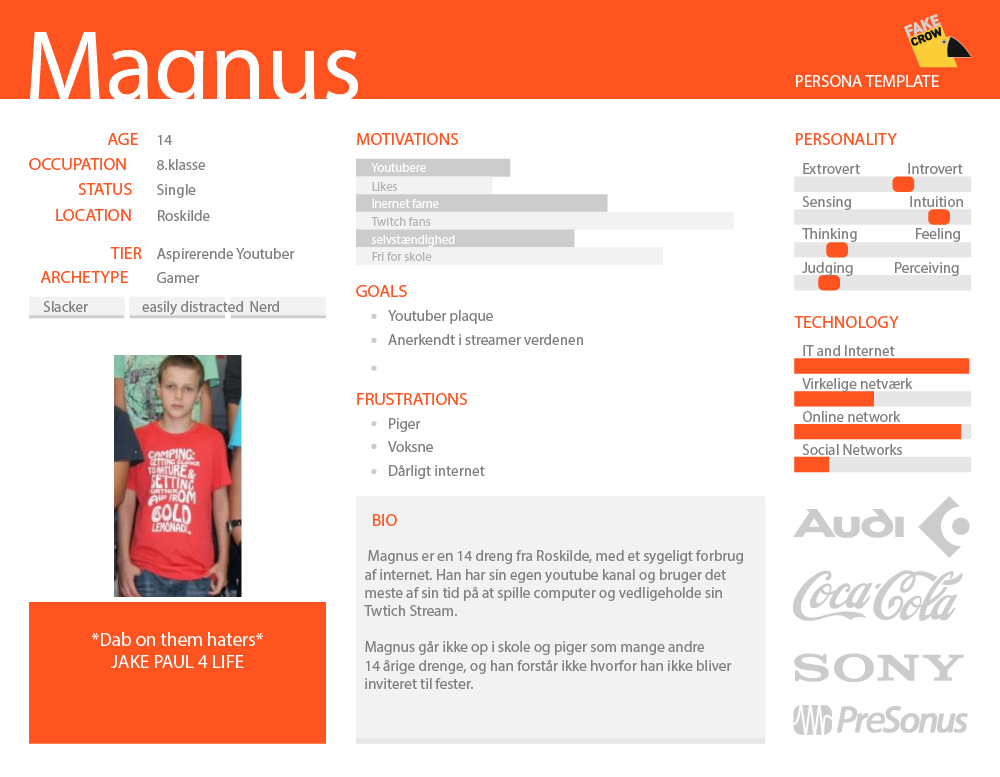 Magnus
FAKE
CROW
PERSONA TEMPLATE
AGE 14
OCCUPATION 8.klasse
STATUS Single
LOCATION Roskilde
TIER Aspirerende Youtuber
ARCHETYPE Gamer
Slacker easily distracted Nerd
CAMPING:
GETTING CLOSER
TO NATURE &
GETTING
FURTHER
AWAY FROM
COLD
LEMONADE.
*Dab on them haters*
JAKE PAUL 4 LIFE
MOTIVATIONS
Youtubere
Likes
Inernet fame
Twitch fans
selvstændighed
Fri for skole
GOALS
Youtuber plaque
Anerkendt i streamer verdenen
FRUSTRATIONS
Piger
Voksne
Dårligt internet
BIO
Magnus er en 14 dreng fra Roskilde, med et sygeligt forbrug
af internet. Han har sin egen youtube kanal og bruger det
meste af sin tid på at spille computer og vedligeholde sin
Twtich Stream.
Magnus går ikke op i skole og piger som mange andre
14 årige drenge, og han forstår ikke hvorfor han ikke bliver
inviteret til fester.
PERSONALITY
Extrovert Introvert
Sensing Intuition
Thinking Feeling
Judging Perceiving
TECHNOLOGY
IT and Internet
Virkelige netværk
Online network
Social Networks
Audi
Coca-Cola
SONY
PreSonus